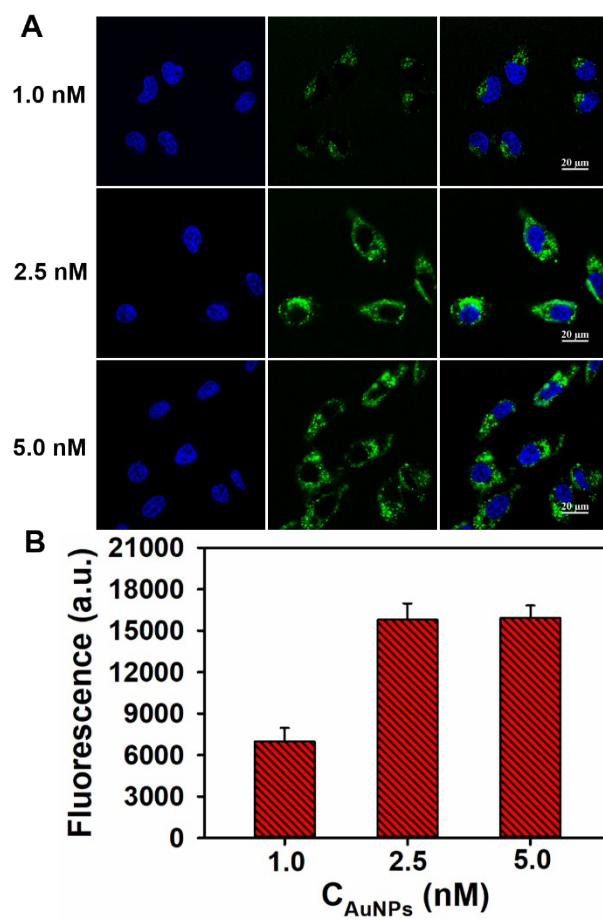 A
1.0 nM
20 µm
2.5 nM
20 µm
5.0 nM
20 µm
B
21000
18000
15000
12000
9000
6000
3000
0
Fluorescence (a.u.)
1.0 2.5 5.0
C_AuNPs (nM)